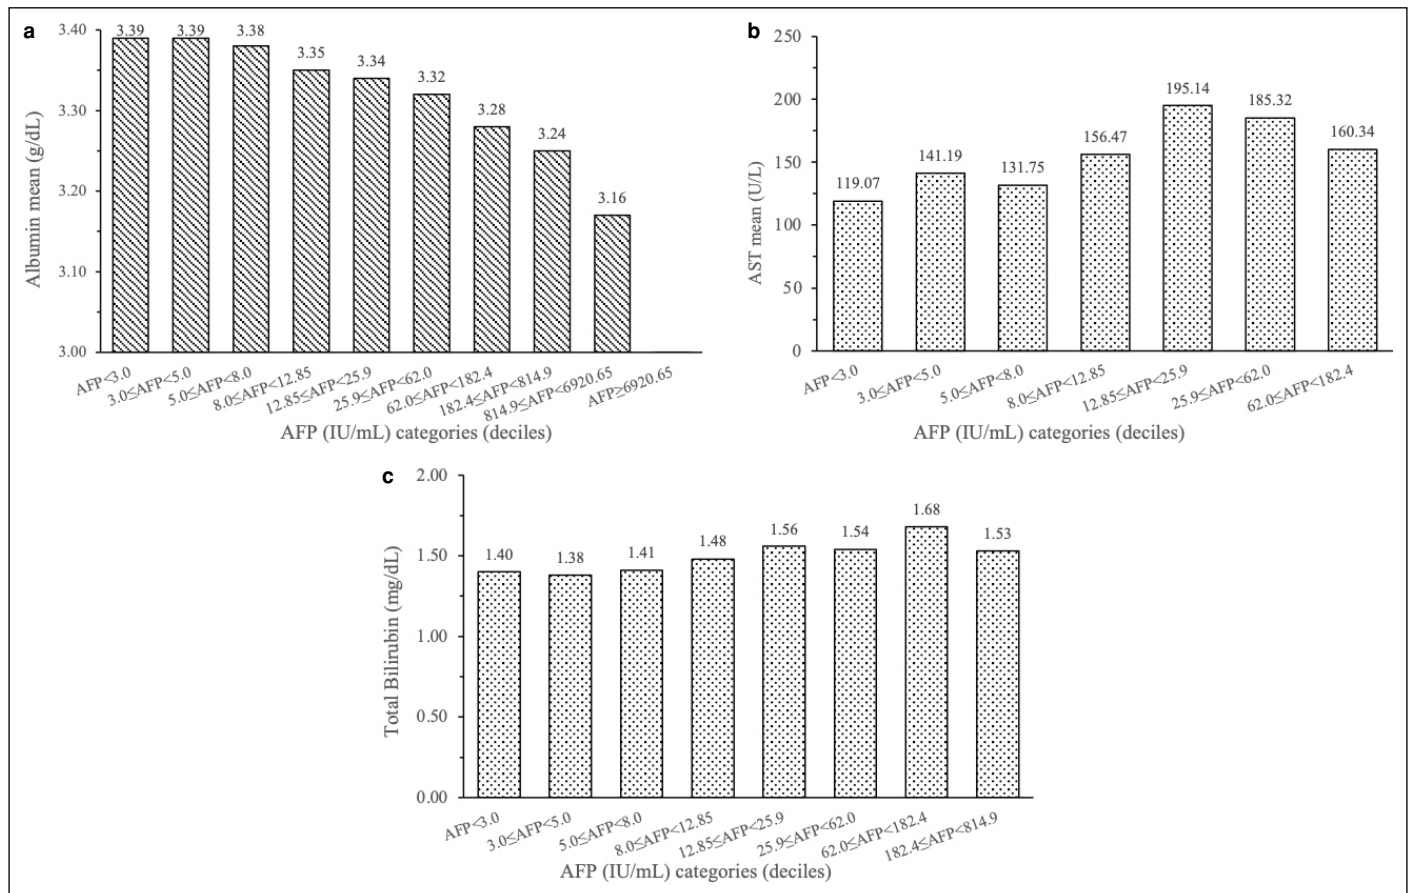 a
3.40
3.30
3.20
3.10
3.00
Albumin mean (g/dL)
3.39
3.39
3.38
3.35
3.34
3.32
3.28
3.24
3.16
AFP<3.0
3.0≤AFP<5.0
5.0≤AFP<8.0
8.0≤AFP<12.85
12.85≤AFP<25.9
25.9≤AFP<62.0
62.0≤AFP<182.4
182.4≤AFP<814.9
814.9≤AFP<6920.65
AFP≥6920.65
AFP (IU/mL) categories (deciles)
b
250
200
150
100
50
0
AST mean (U/L)
119.07
141.19
131.75
156.47
195.14
185.32
160.34
AFP<3.0
3.0≤AFP<5.0
5.0≤AFP<8.0
8.0≤AFP<12.85
12.85≤AFP<25.9
25.9≤AFP<62.0
62.0≤AFP<182.4
AFP (IU/mL) categories (deciles)
c
2.00
1.50
1.00
0.50
0.00
Total Bilirubin (mg/dL)
1.40
1.38
1.41
1.48
1.56
1.54
1.68
1.53
AFP<3.0
3.0≤AFP<5.0
5.0≤AFP<8.0
8.0≤AFP<12.85
12.85≤AFP<25.9
25.9≤AFP<62.0
62.0≤AFP<182.4
182.4≤AFP<814.9
AFP (IU/mL) categories (deciles)